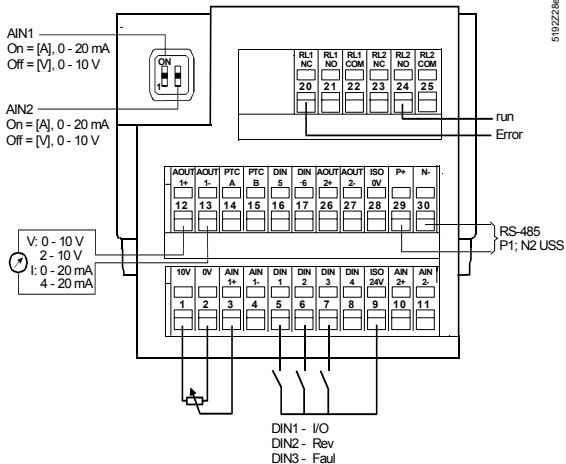 5192Z28e
AIN1
On = [A], 0 - 20 mA
Off = [V], 0 - 10 V
ON
1
AIN2
On = [A], 0 - 20 mA
Off = [V], 0 - 10 V
RL1 NC RL1 NO RL1 COM RL2 NC RL2 NO RL2 COM
20 21 22 23 24 25
run
Error
AOUT 1+ AOUT 1- PTC A PTC B DIN 5 DIN -6 AOUT 2+ AOUT 2- ISO 0V P+ N-
12 13 14 15 16 17 26 27 28 29 30
RS-485
P1; N2 USS
V: 0 - 10 V
2 - 10 V
I: 0 - 20 mA
4 - 20 mA
10V 0V AIN 1+ AIN 1- DIN 1 DIN 2 DIN 3 DIN 4 ISO 24V AIN 2+ AIN 2-
1 2 3 4 5 6 7 8 9 10 11
DIN1 - I/O
DIN2 - Rev
DIN3 - Faul